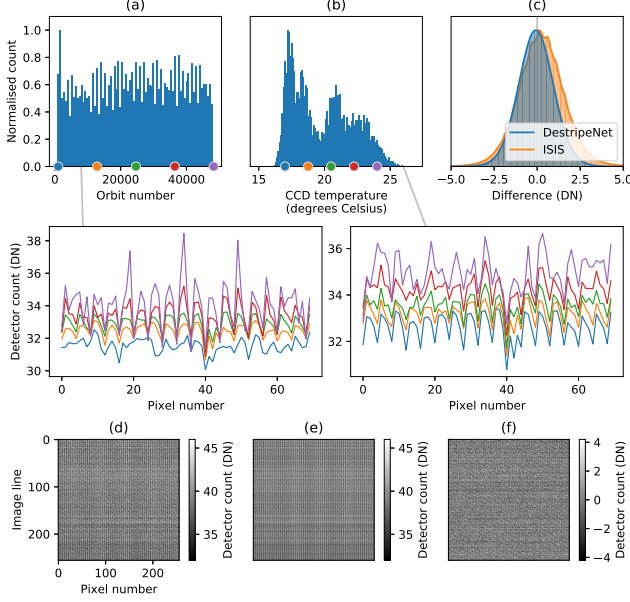 (a)
(b)
(c)
Normalised count
1.0
0.8
0.6
0.4
0.2
0.0
0
20000
40000
Orbit number
15
20
25
CCD temperature
(degrees Celsius)
DestripeNet
ISIS
−5.0
−2.5
0.0
2.5
5.0
Difference (DN)
Detector count (DN)
38
36
34
32
30
0
20
40
60
Pixel number
36
34
32
0
20
40
60
Pixel number
(d)
(e)
(f)
Image line
0
100
200
0
100
200
Pixel number
45
40
35
Detector count (DN)
45
40
35
Detector count (DN)
4
2
0
−2
−4
Detector count (DN)